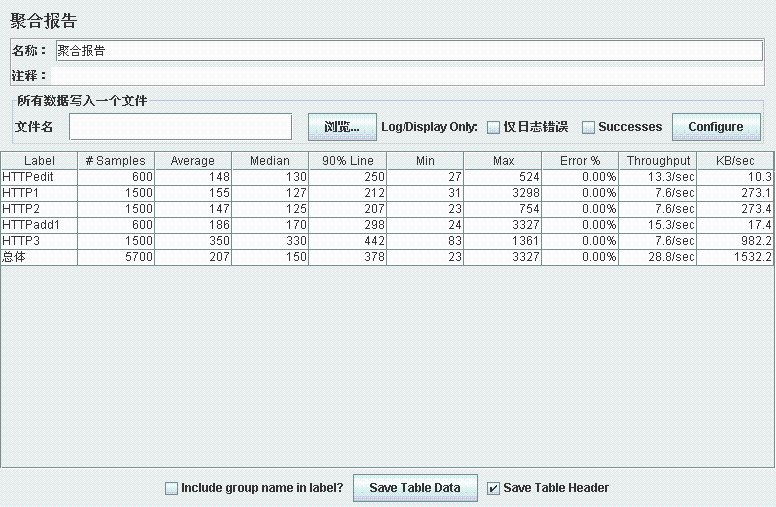 聚合报告
名称： 聚合报告
注释：
所有数据写入一个文件
文件名 浏览... Log/Display Only: 仅日志错误 Successes Configure
Label # Samples Average Median 90% Line Min Max Error % Throughput KB/sec
HTTPedit 600 148 130 250 27 524 0.00% 13.3/sec 10.3
HTTP1 1500 155 127 212 31 3298 0.00% 7.6/sec 273.1
HTTP2 1500 147 125 207 23 754 0.00% 7.6/sec 273.4
HTTPadd1 600 186 170 298 24 3327 0.00% 15.3/sec 17.4
HTTP3 1500 350 330 442 83 1361 0.00% 7.6/sec 982.2
总体 5700 207 150 378 23 3327 0.00% 28.8/sec 1532.2
Include group name in label? Save Table Data Save Table Header